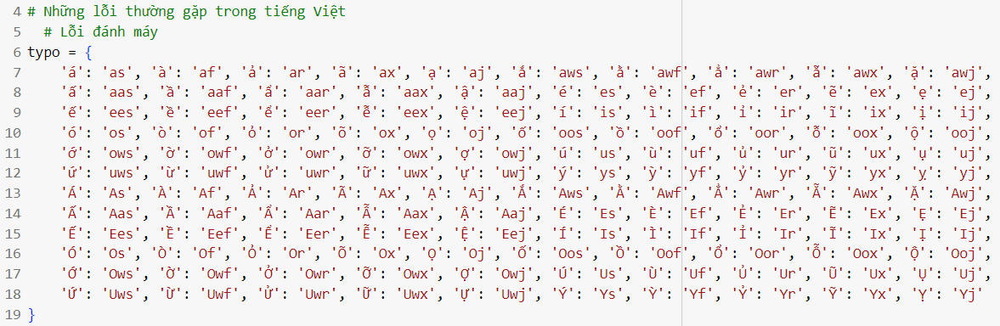 4 # Những lỗi thường gặp trong tiếng Việt
5 # Lỗi đánh máy
6 typo = {
7 'á': 'as', 'à': 'af', 'ả': 'ar', 'ã': 'ax', 'ạ': 'aj', 'ắ': 'aws', 'ằ': 'awf', 'ẳ': 'awr', 'ẵ': 'awx', 'ặ': 'awj',
8 'ấ': 'aas', 'ầ': 'aaf', 'ẩ': 'aar', 'ẫ': 'aax', 'ậ': 'aaj', 'é': 'es', 'è': 'ef', 'ẻ': 'er', 'ẽ': 'ex', 'ẹ': 'ej',
9 'ế': 'ees', 'ề': 'eef', 'ể': 'eer', 'ễ': 'eex', 'ệ': 'eej', 'í': 'is', 'ì': 'if', 'ỉ': 'ir', 'ĩ': 'ix', 'ị': 'ij',
10 'ó': 'os', 'ò': 'of', 'ỏ': 'or', 'õ': 'ox', 'ọ': 'oj', 'ố': 'oos', 'ồ': 'oof', 'ổ': 'oor', 'ỗ': 'oox', 'ộ': 'ooj',
11 'ớ': 'ows', 'ờ': 'owf', 'ở': 'owr', 'ỡ': 'owx', 'ợ': 'owj', 'ú': 'us', 'ù': 'uf', 'ủ': 'ur', 'ũ': 'ux', 'ụ': 'uj',
12 'ứ': 'uws', 'ừ': 'uwf', 'ử': 'uwr', 'ữ': 'uwx', 'ự': 'uwj', 'ý': 'ys', 'ỳ': 'yf', 'ỷ': 'yr', 'ỹ': 'yx', 'ỵ': 'yj',
13 'Á': 'As', 'À': 'Af', 'Ả': 'Ar', 'Ã': 'Ax', 'Ạ': 'Aj', 'Ắ': 'Aws', 'Ằ': 'Awf', 'Ẳ': 'Awr', 'Ẵ': 'Awx', 'Ặ': 'Awj',
14 'Ấ': 'Aas', 'Ầ': 'Aaf', 'Ẩ': 'Aar', 'Ẫ': 'Aax', 'Ậ': 'Aaj', 'É': 'Es', 'È': 'Ef', 'Ẻ': 'Er', 'Ẽ': 'Ex', 'Ẹ': 'Ej',
15 'Ế': 'Ees', 'Ề': 'Eef', 'Ể': 'Eer', 'Ễ': 'Eex', 'Ệ': 'Eej', 'Í': 'Is', 'Ì': 'If', 'Ỉ': 'Ir', 'Ĩ': 'Ix', 'Ị': 'Ij',
16 'Ó': 'Os', 'Ò': 'Of', 'Ỏ': 'Or', 'Õ': 'Ox', 'Ọ': 'Oj', 'Ố': 'Oos', 'Ồ': 'Oof', 'Ổ': 'Oor', 'Ỗ': 'Oox', 'Ộ': 'Ooj',
17 'Ớ': 'Ows', 'Ờ': 'Owf', 'Ở': 'Owr', 'Ỡ': 'Owx', 'Ợ': 'Owj', 'Ú': 'Us', 'Ù': 'Uf', 'Ủ': 'Ur', 'Ũ': 'Ux', 'Ụ': 'Uj',
18 'Ứ': 'Uws', 'Ừ': 'Uwf', 'Ử': 'Uwr', 'Ữ': 'Uwx', 'Ự': 'Uwj', 'Ý': 'Ys', 'Ỳ': 'Yf', 'Ỷ': 'Yr', 'Ỹ': 'Yx', 'Ỵ': 'Yj'
19 }